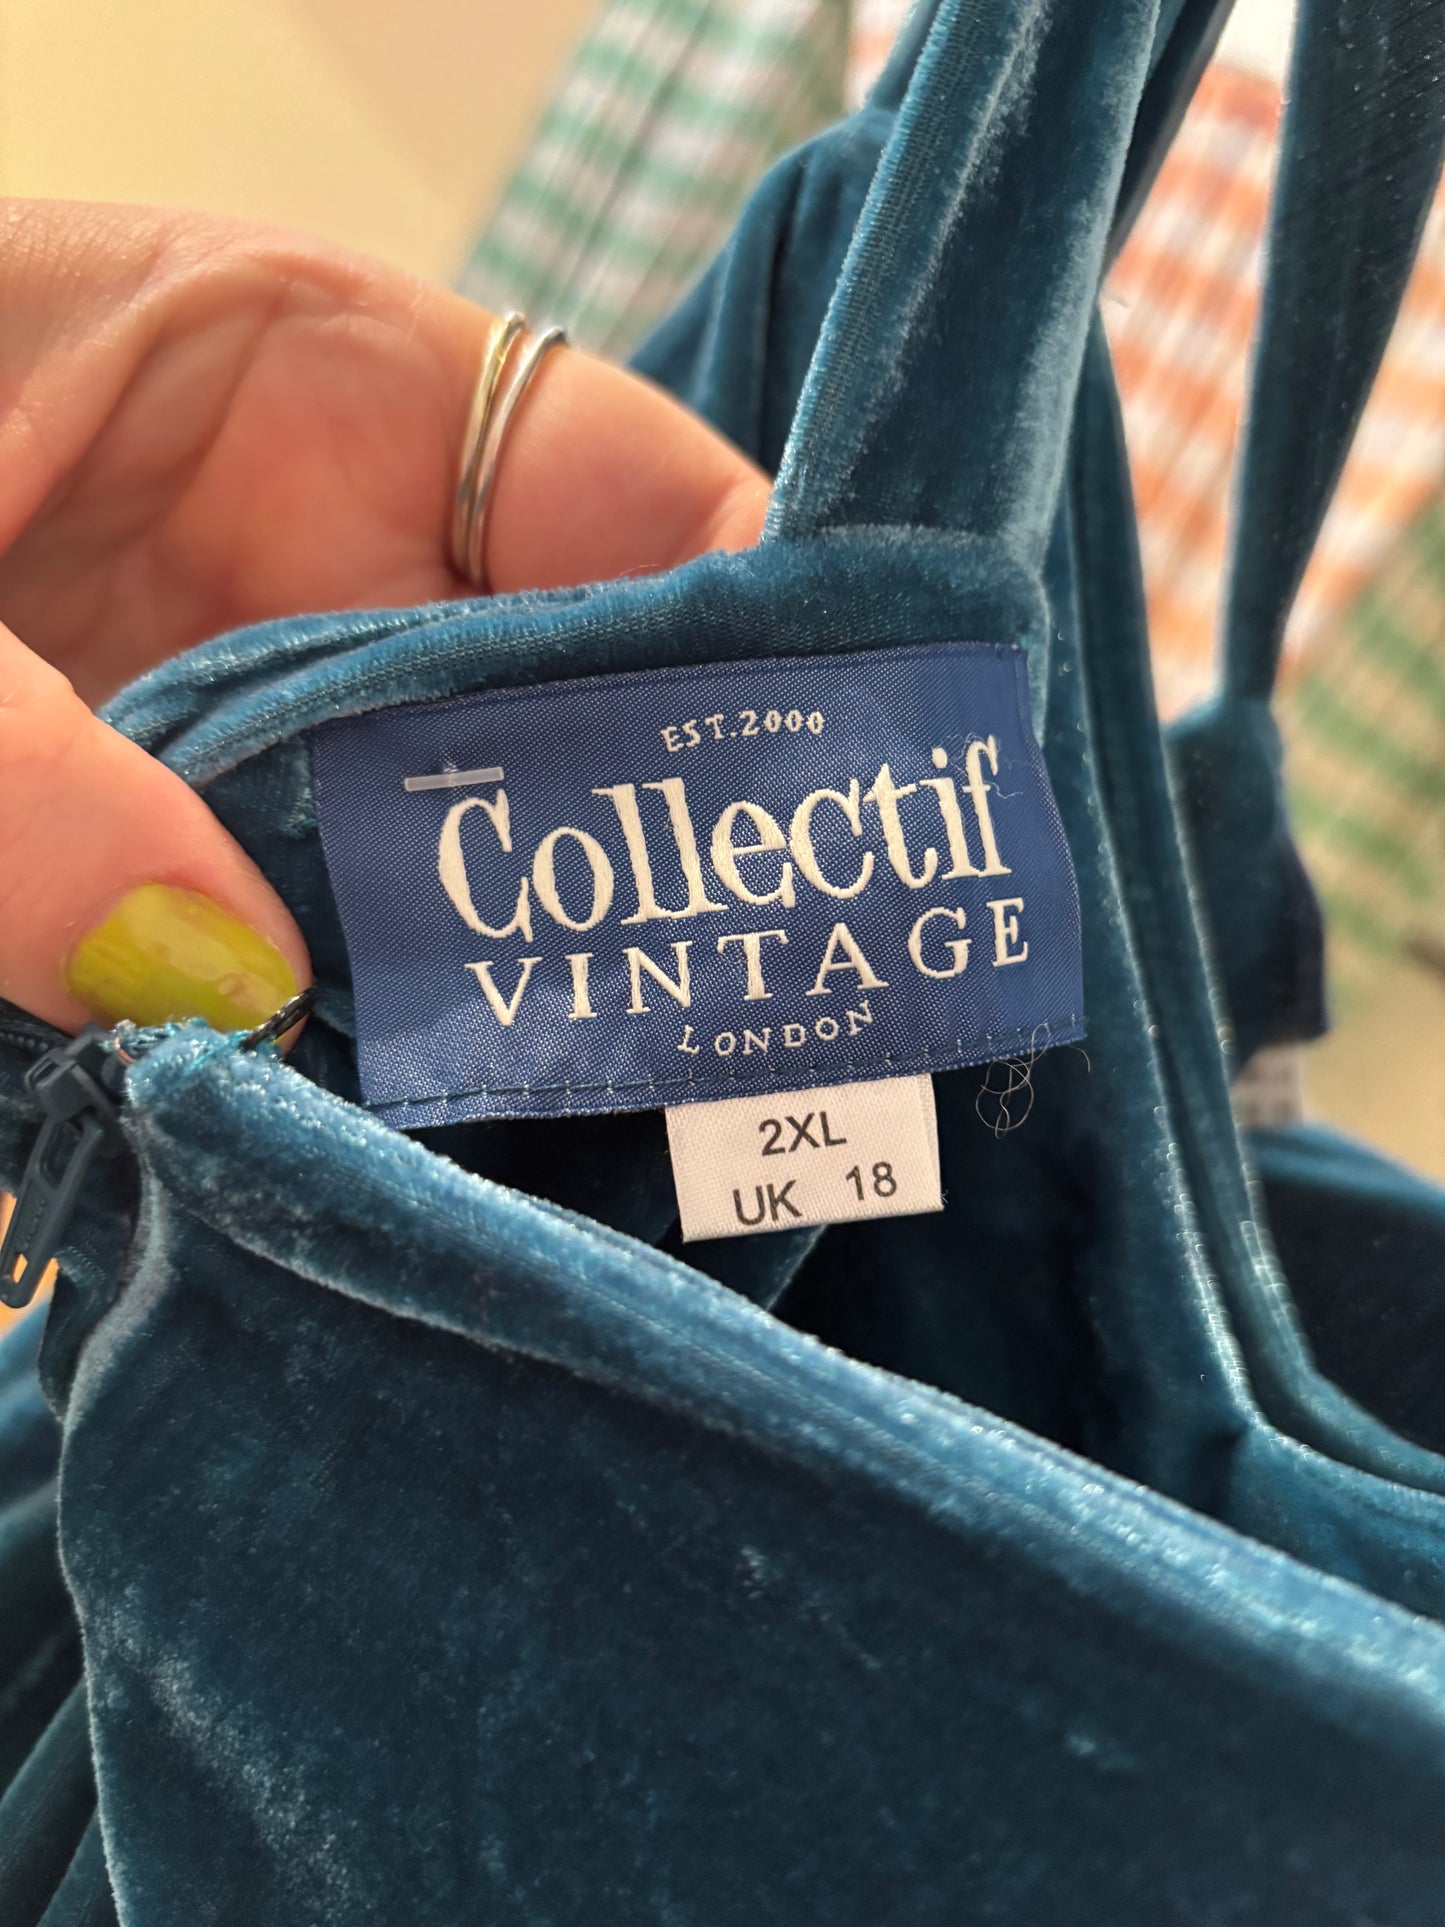 EST.2000
Collectif
VINTAGE
LONDON
2XL
UK 18